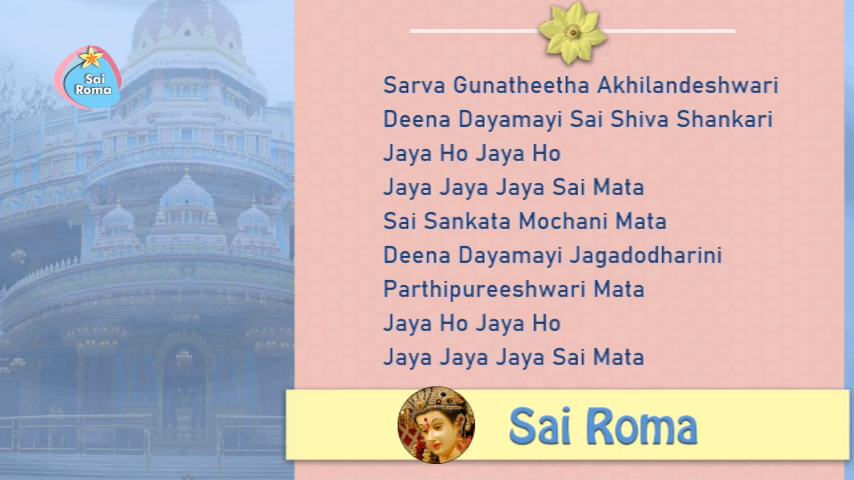 Sai
Roma
Sarva Gunatheetha Akhilandeshwari
Deena Dayamayi Sai Shiva Shankari
Jaya Ho Jaya Ho
Jaya Jaya Jaya Sai Mata
Sai Sankata Mochani Mata
Deena Dayamayi Jagadodharini
Parthipureeshwari Mata
Jaya Ho Jaya Ho
Jaya Jaya Jaya Sai Mata
Sai Roma